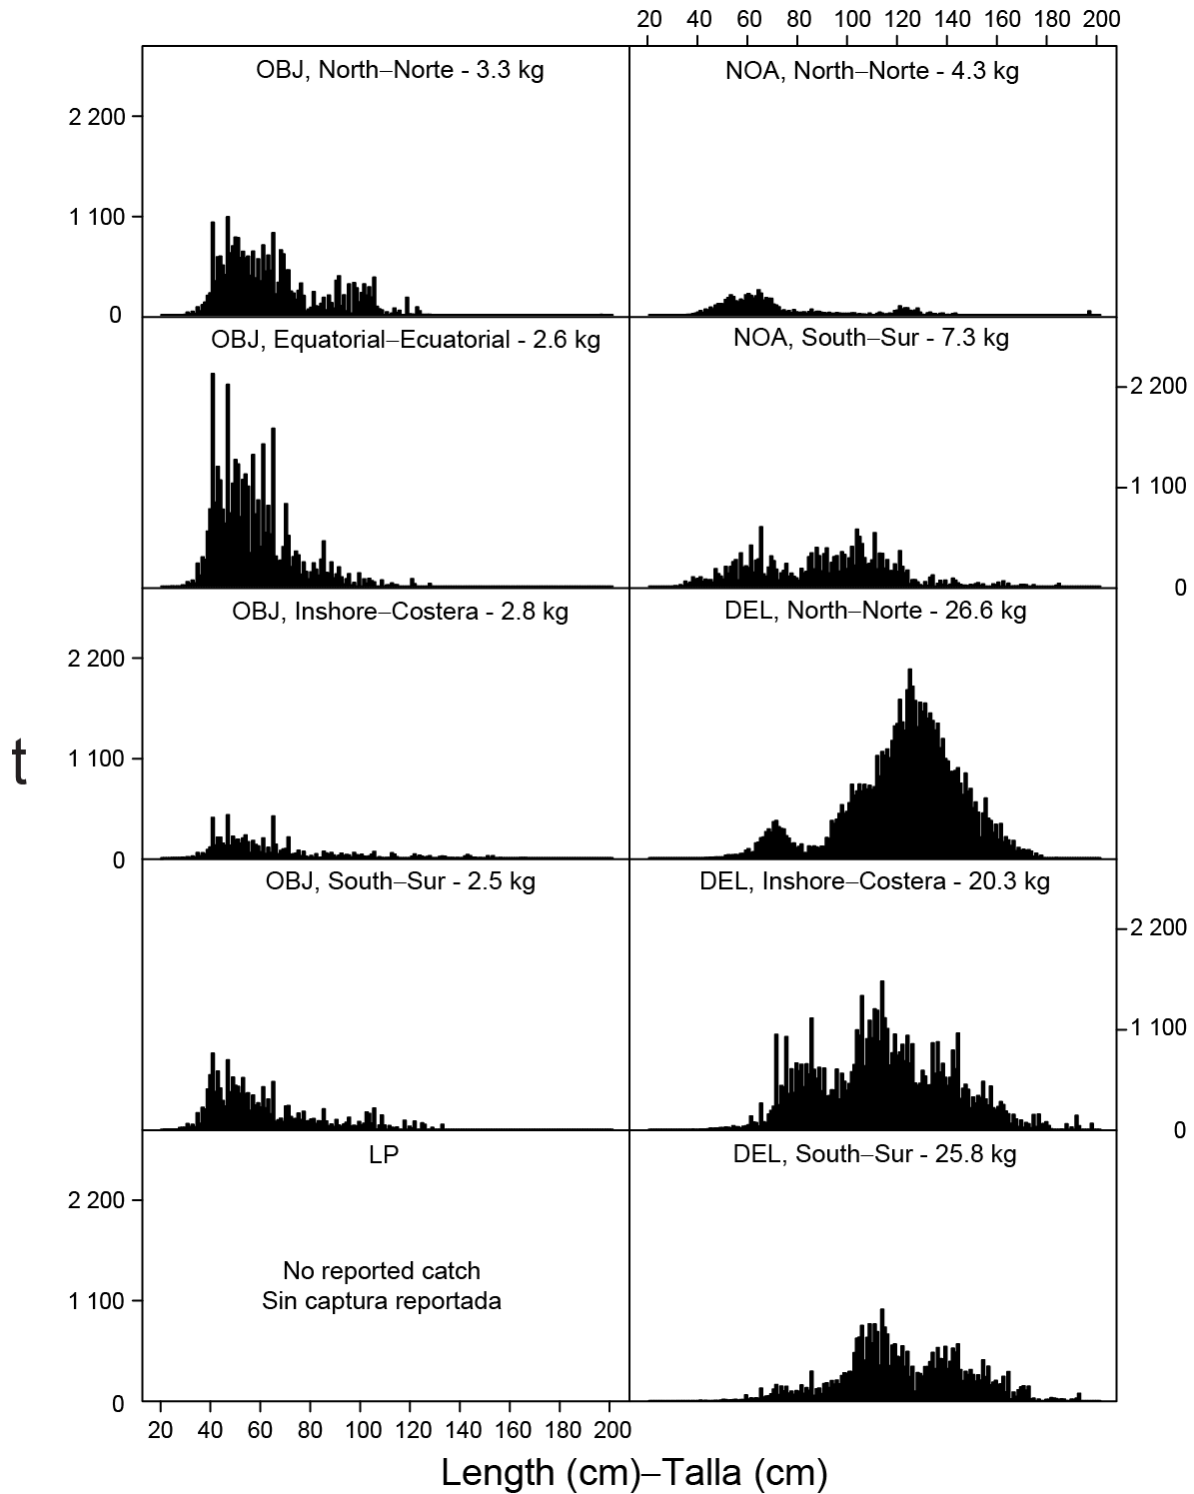 20 40 60 80 100 120 140 160 180 200
OBJ, North–Norte - 3.3 kg
NOA, North–Norte - 4.3 kg
2 200
1 100
0
OBJ, Equatorial–Ecuatorial - 2.6 kg
NOA, South–Sur - 7.3 kg
2 200
1 100
0
OBJ, Inshore–Costera - 2.8 kg
DEL, North–Norte - 26.6 kg
2 200
1 100
0
t
OBJ, South–Sur - 2.5 kg
DEL, Inshore–Costera - 20.3 kg
2 200
1 100
0
LP
DEL, South–Sur - 25.8 kg
2 200
No reported catch
Sin captura reportada
1 100
0
20 40 60 80 100 120 140 160 180 200
Length (cm)–Talla (cm)